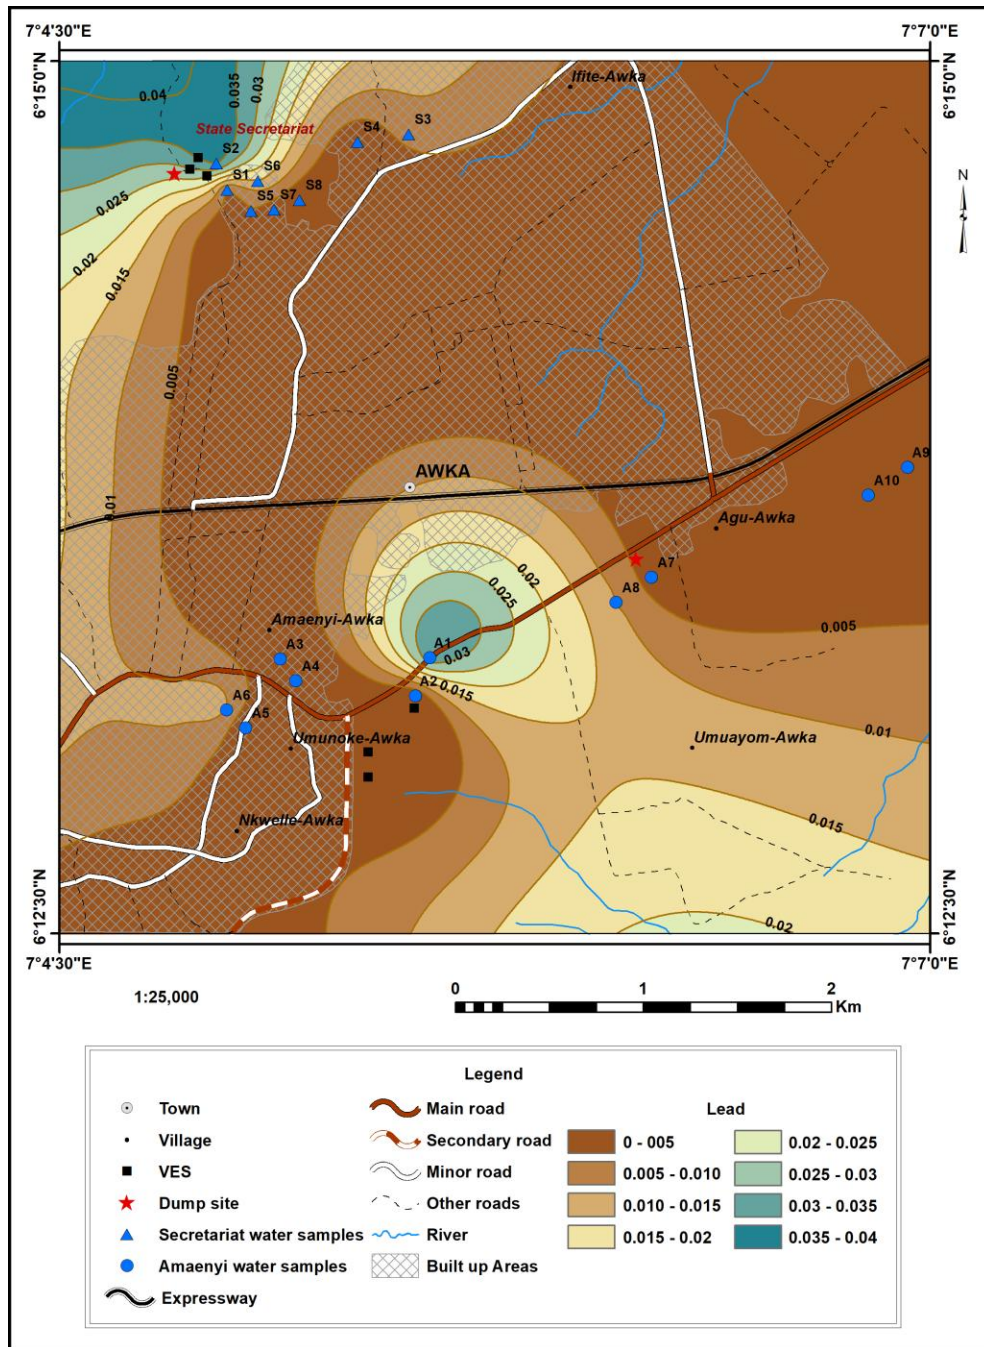 7°4'30"E 7°7'0"E
6°15'0"N 6°15'0"N
Ifite-Awka
0.035
0.03
0.04
State Secretariat
S4
S3
S2
S6
S1
S8
S7
S5
0.025
0.02
0.015
N
0.005
AWKA
A9
A10
0.01
Agu-Awka
0.02
A7
0.025
A8
Amaenyi-Awka
0.005
A1
A3
0.03
A4
A2
0.015
A6
A5
0.01
Umunoke-Awka
Umuayom-Awka
0.015
Nkwelle-Awka
0.02
6°12'30"N 6°12'30"N
7°4'30"E 7°7'0"E
1:25,000
0 1 2
Km
Legend
Town
Village
VES
Dump site
Secretariat water samples
Amaenyi water samples
Expressway
Main road
Secondary road
Minor road
Other roads
River
Built up Areas
Lead
0 - 005
0.005 - 0.010
0.010 - 0.015
0.015 - 0.02
0.02 - 0.025
0.025 - 0.03
0.03 - 0.035
0.035 - 0.04